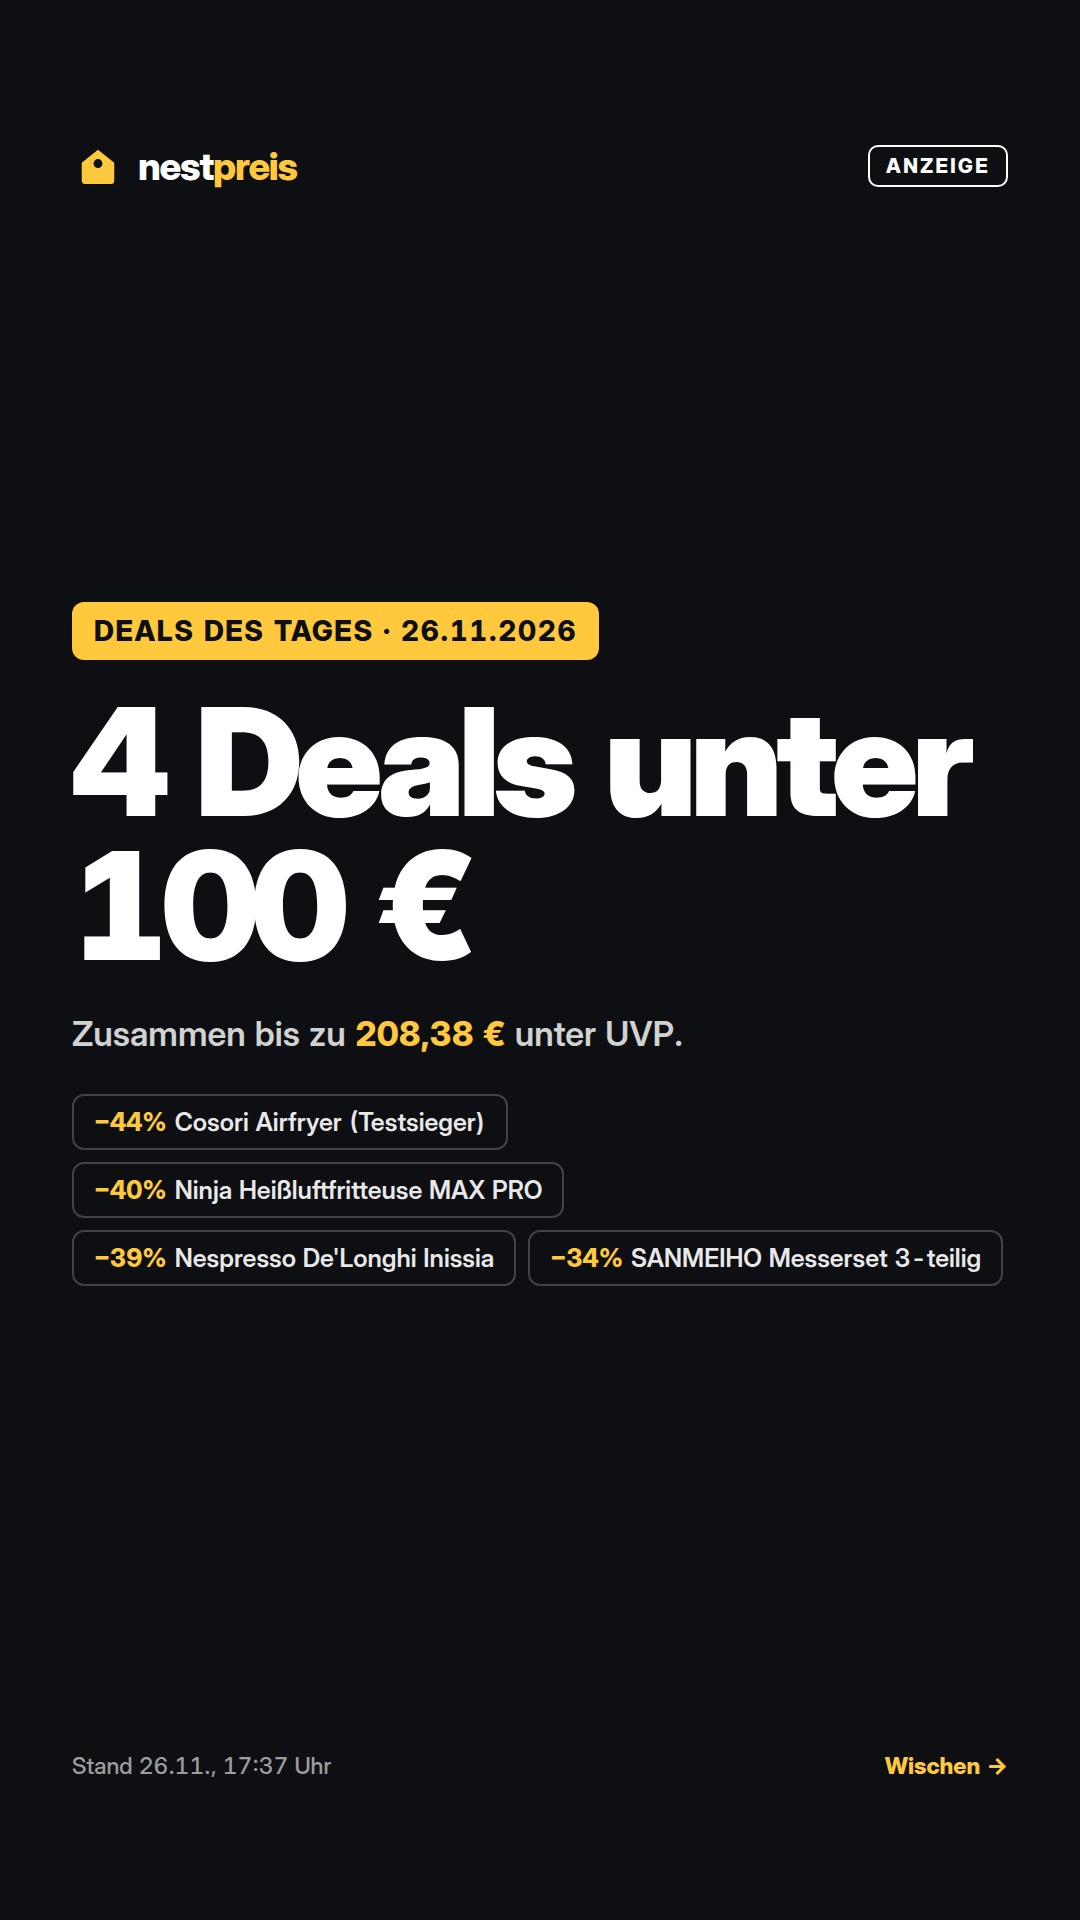 nestpreis
ANZEIGE
DEALS DES TAGES · 26.11.2026
4 Deals unter
100 €
Zusammen bis zu 208,38 € unter UVP.
−44% Cosori Airfryer (Testsieger)
−40% Ninja Heißluftfritteuse MAX PRO
−39% Nespresso De'Longhi Inissia
−34% SANMEIHO Messerset 3-teilig
Stand 26.11., 17:37 Uhr
Wischen →